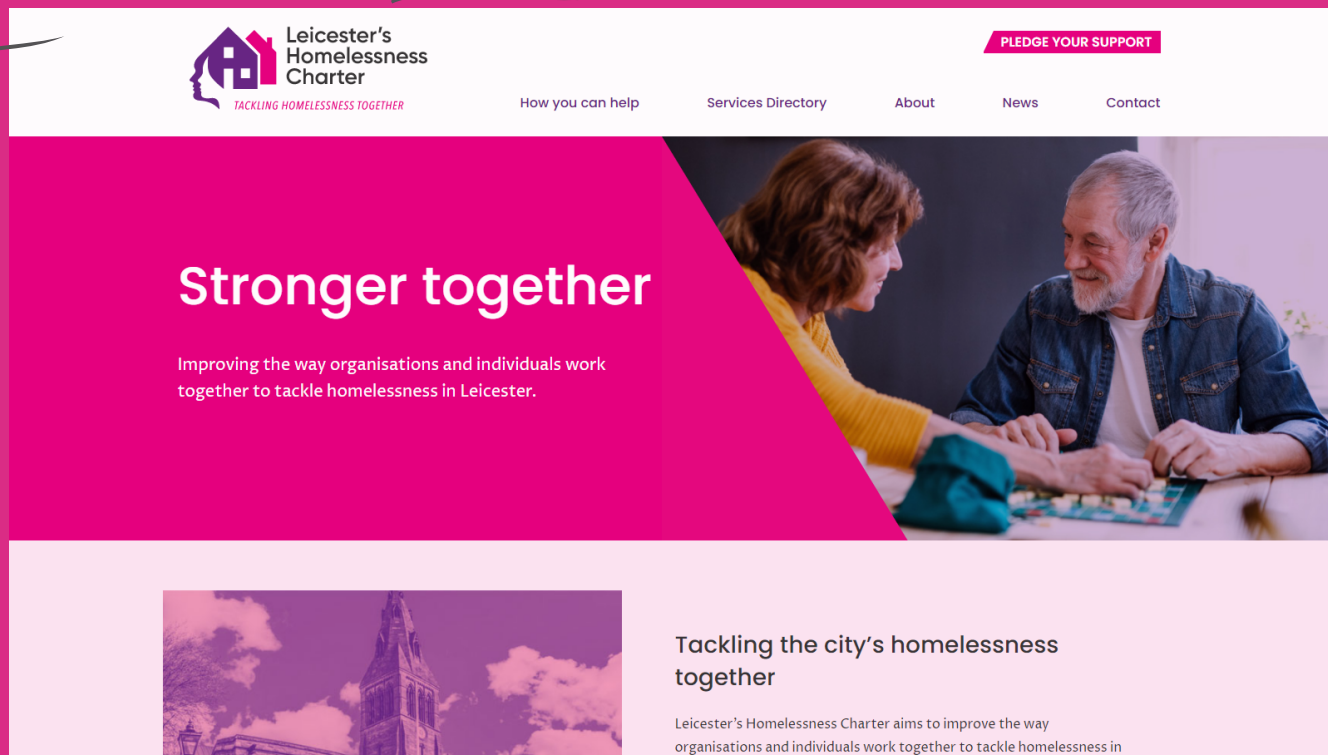 Leicester's
Homelessness
Charter
TACKLING HOMELESSNESS TOGETHER
PLEDGE YOUR SUPPORT
How you can help Services Directory About News Contact
Stronger together
Improving the way organisations and individuals work
together to tackle homelessness in Leicester.
Tackling the city's homelessness
together
Leicester's Homelessness Charter aims to improve the way
organisations and individuals work together to tackle homelessness in